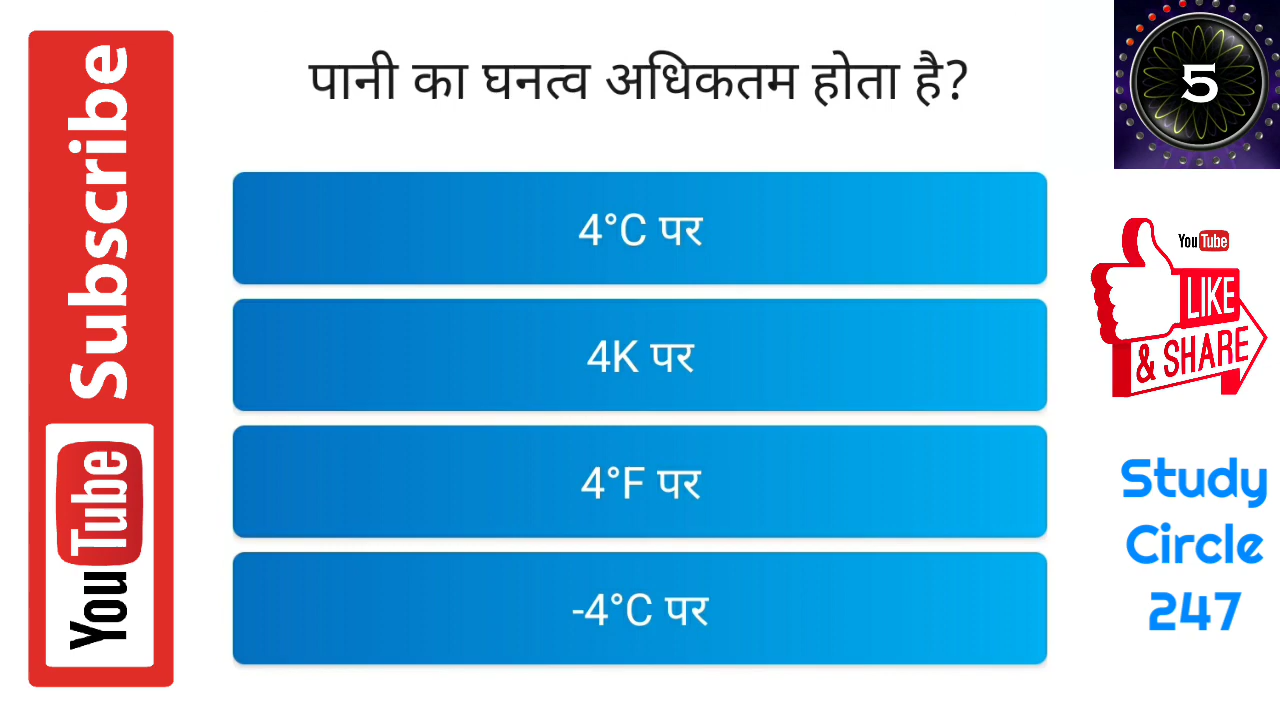 Subscribe
YouTube
पानी का घनत्व अधिकतम होता है?
5
4°C पर
4K पर
4°F पर
-4°C पर
YouTube
LIKE
& SHARE
Study
Circle
247